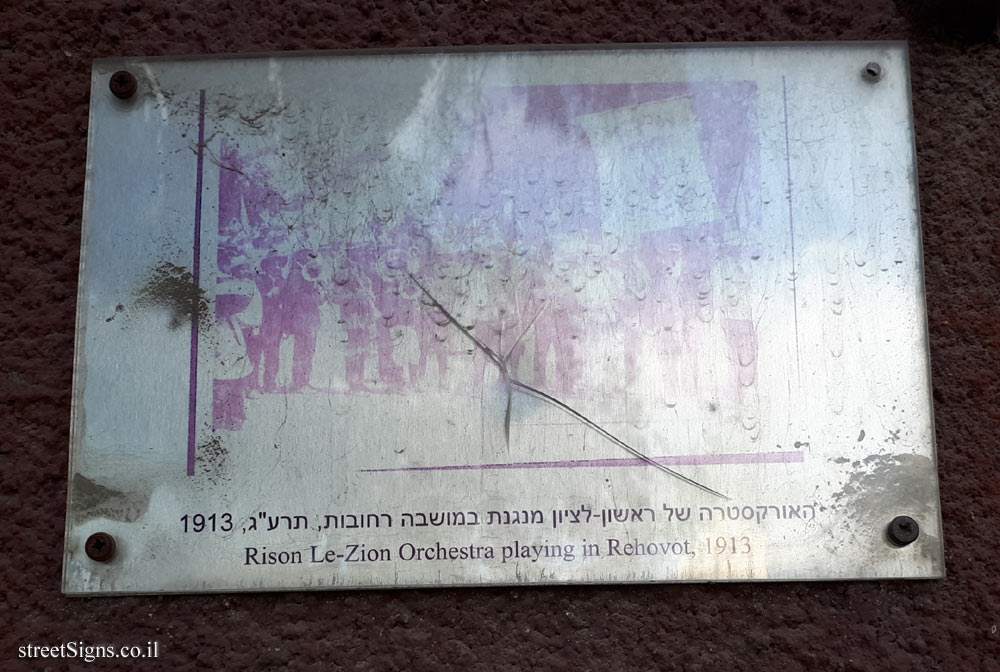 האורקסטרה של ראשון-לציון מנגנת במושבה רחובות, תרע"ג, 1913
Rison Le-Zion Orchestra playing in Rehovot, 1913
streetSigns.co.il